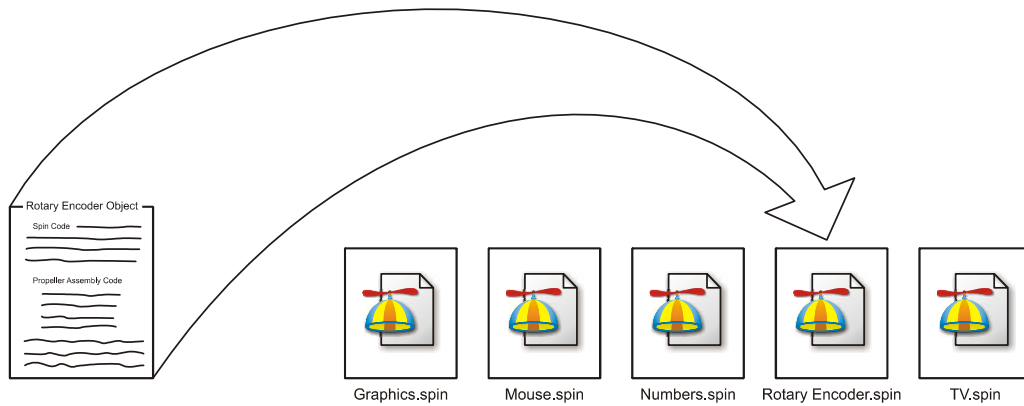 Rotary Encoder Object
Spin Code
Propeller Assembly Code
Graphics.spin
Mouse.spin
Numbers.spin
Rotary Encoder.spin
TV.spin